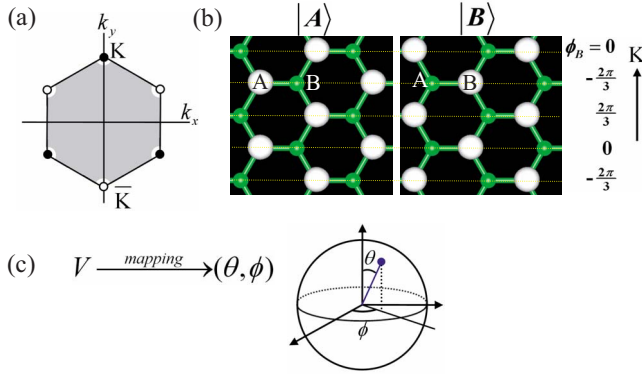 (a)
k_y
K
k_x
K̅
(b)
|A⟩
|B⟩
A
B
A
B
ϕ_B = 0
-2π/3
2π/3
0
-2π/3
K
(c)
V mapping (θ, ϕ)
θ
ϕ